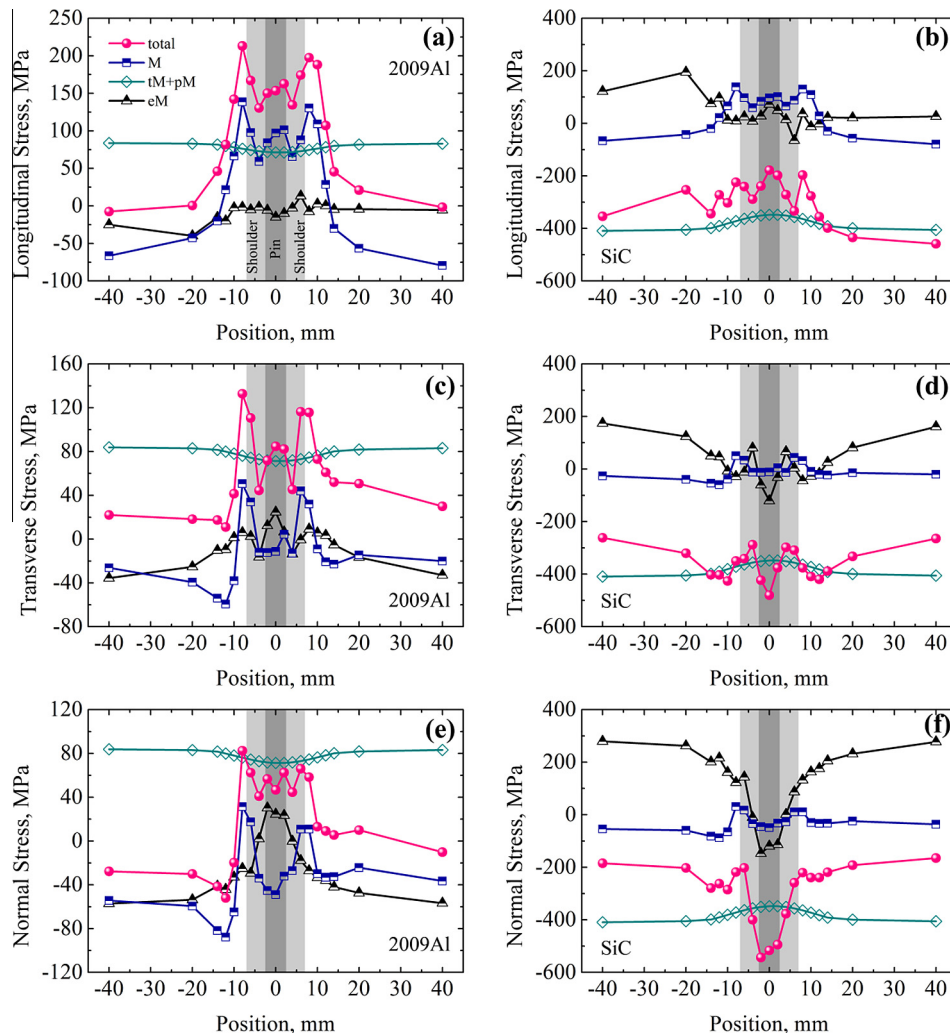 250
200
150
100
50
0
-50
-100
Longitudinal Stress, MPa
total
M
tM+pM
eM
(a)
2009Al
Shoulder
Pin
Shoulder
-40 -30 -20 -10 0 10 20 30 40
Position, mm
400
200
0
-200
-400
-600
Longitudinal Stress, MPa
(b)
SiC
-40 -30 -20 -10 0 10 20 30 40
Position, mm
160
120
80
40
0
-40
-80
Transverse Stress, MPa
(c)
2009Al
-40 -30 -20 -10 0 10 20 30 40
Position, mm
400
200
0
-200
-400
-600
Transverse Stress, MPa
(d)
SiC
-40 -30 -20 -10 0 10 20 30 40
Position, mm
120
80
40
0
-40
-80
-120
Normal Stress, MPa
(e)
2009Al
-40 -30 -20 -10 0 10 20 30 40
Position, mm
400
200
0
-200
-400
-600
Normal Stress, MPa
(f)
SiC
-40 -30 -20 -10 0 10 20 30 40
Position, mm